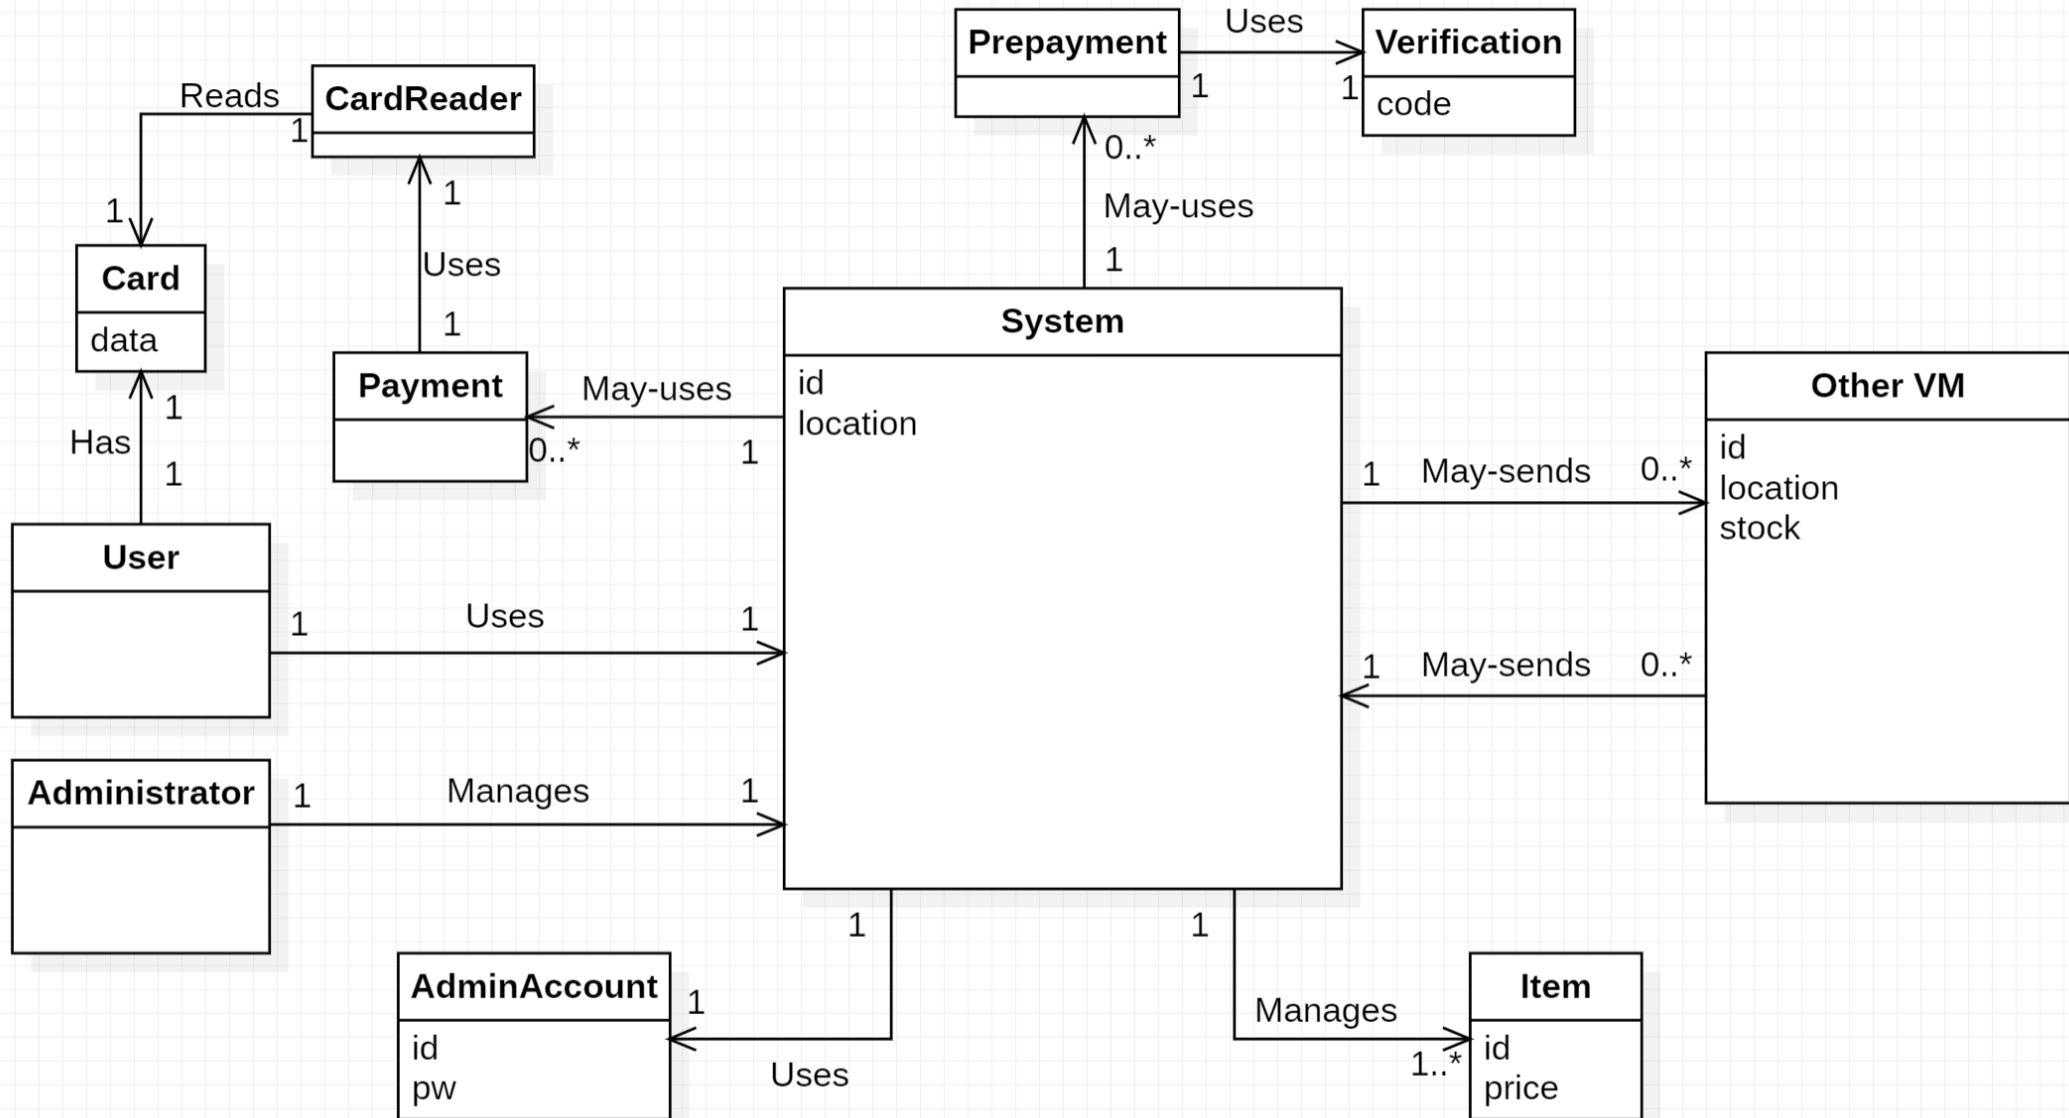 Prepayment
Uses
1
1
Verification
code
Reads
1
1
CardReader
1
Uses
1
0..*
May-uses
1
Card
data
1
Has
1
Payment
May-uses
0..*
1
System
id
location
Other VM
id
location
stock
1
May-sends
0..*
1
May-sends
0..*
User
1
Uses
1
Administrator
1
Manages
1
1
1
AdminAccount
id
pw
1
Uses
Manages
1..*
Item
id
price